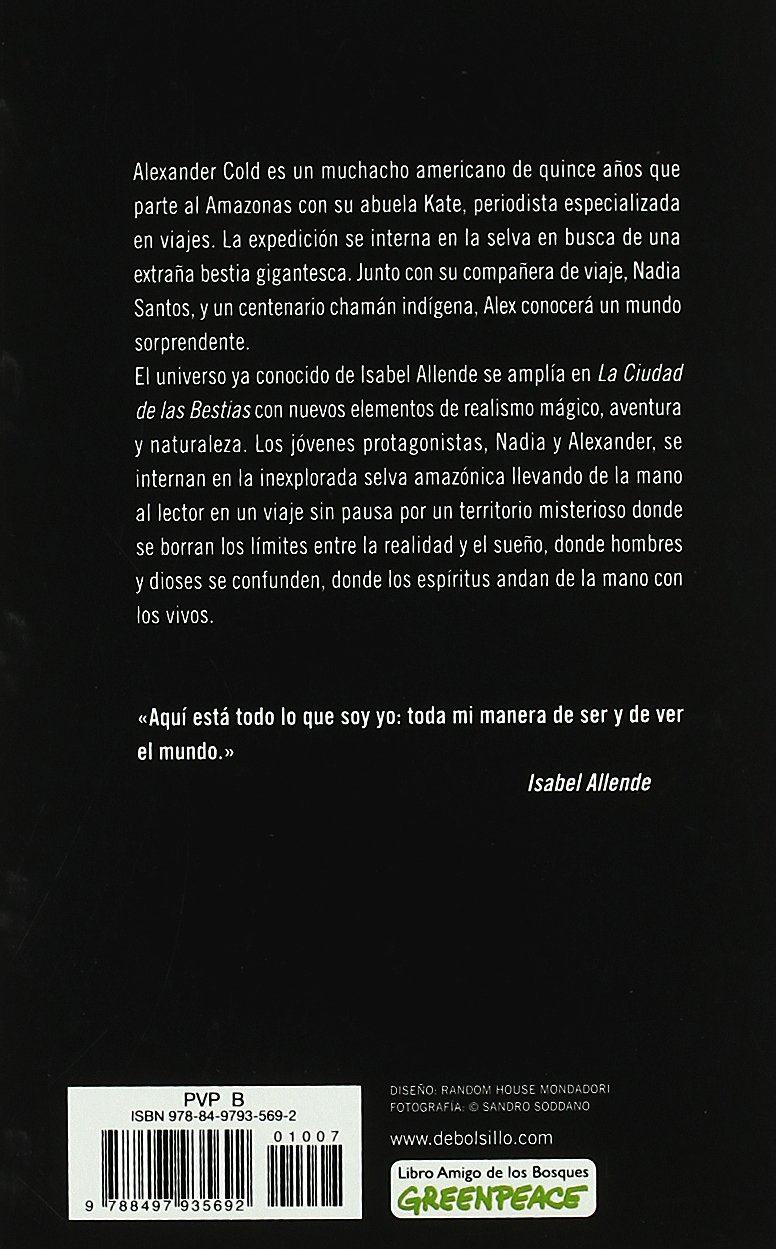 Alexander Cold es un muchacho americano de quince años que
parte al Amazonas con su abuela Kate, periodista especializada
en viajes. La expedición se interna en la selva en busca de una
extraña bestia gigantesca. Junto con su compañera de viaje, Nadia
Santos, y un centenario chamán indígena, Alex conocerá un mundo
sorprendente.
El universo ya conocido de Isabel Allende se amplía en La Ciudad
de las Bestias con nuevos elementos de realismo mágico, aventura
y naturaleza. Los jóvenes protagonistas, Nadia y Alexander, se
internan en la inexplorada selva amazónica llevando de la mano
al lector en un viaje sin pausa por un territorio misterioso donde
se borran los límites entre la realidad y el sueño, donde hombres
y dioses se confunden, donde los espíritus andan de la mano con
los vivos.
«Aquí está todo lo que soy yo: toda mi manera de ser y de ver
el mundo.»
Isabel Allende
PVP B
ISBN 978-84-9793-569-2
01007
9 788497 935692
DISEÑO: RANDOM HOUSE MONDADORI
FOTOGRAFÍA: © SANDRO SODDANO
www.debolsillo.com
Libro Amigo de los Bosques
GREENPEACE